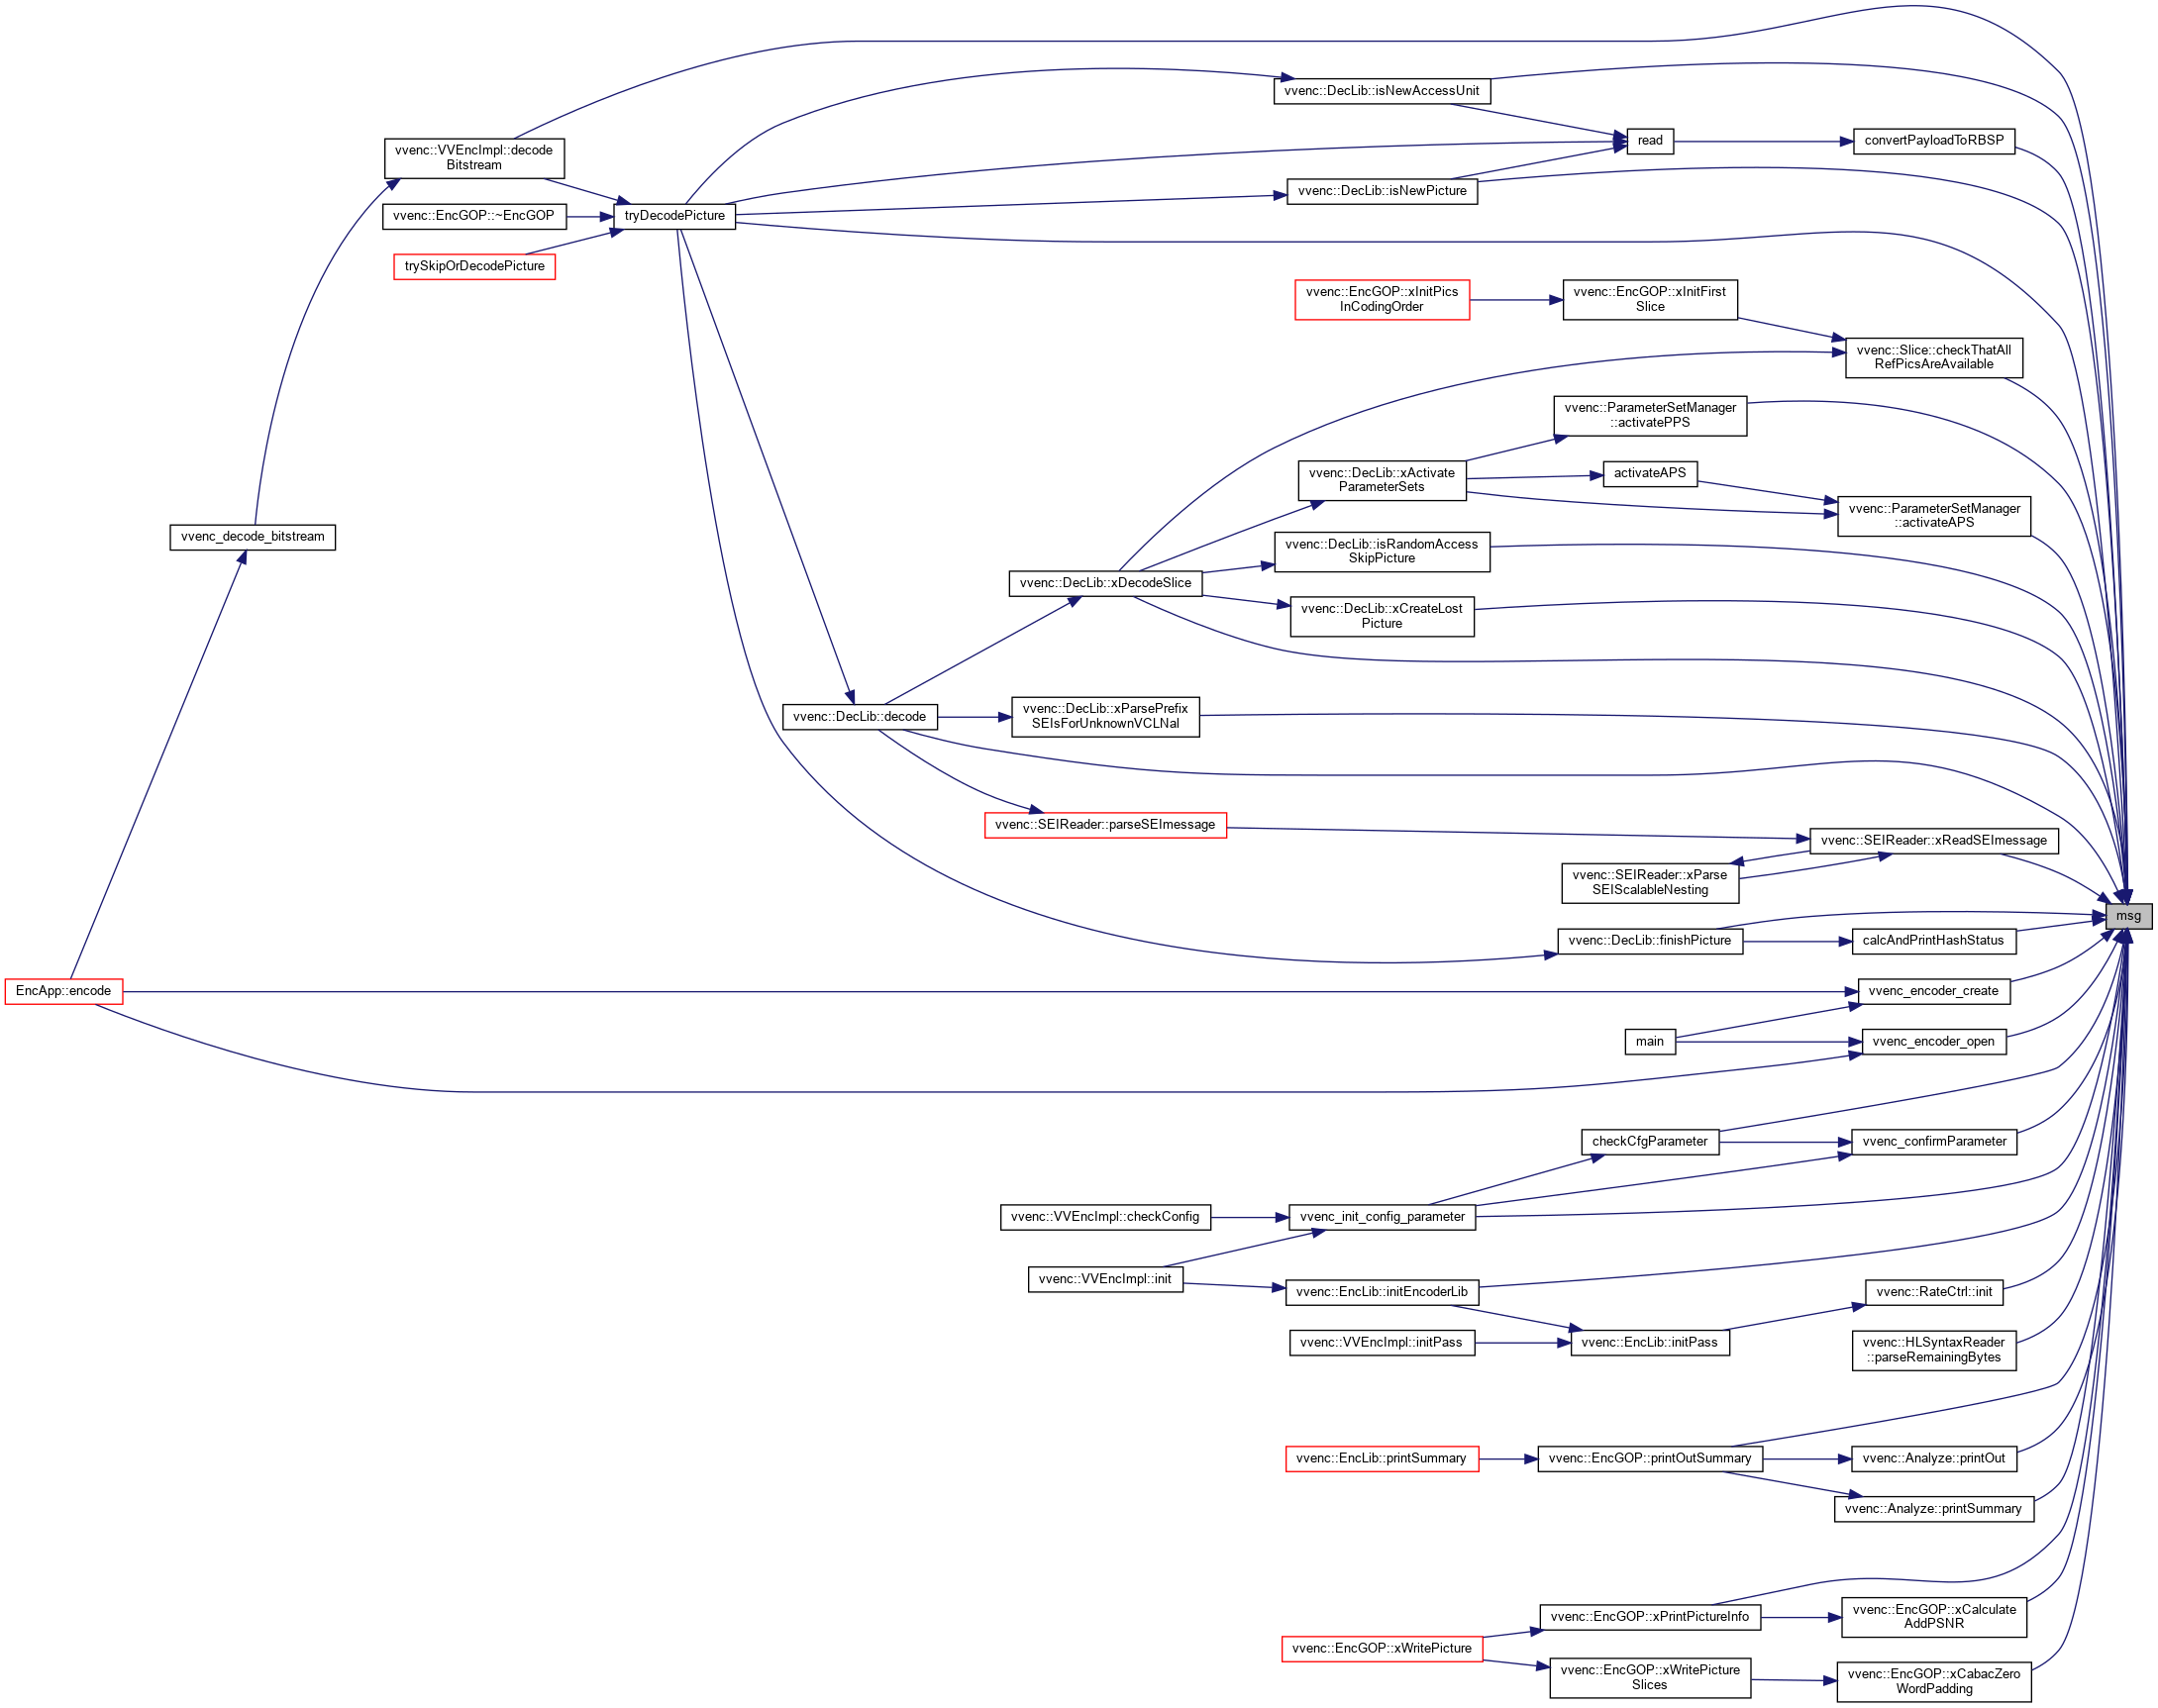 vvenc::DecLib::isNewAccessUnit
read
convertPayloadToRBSP
vvenc::VVEncImpl::decode
Bitstream
vvenc::DecLib::isNewPicture
vvenc::EncGOP::~EncGOP
tryDecodePicture
trySkipOrDecodePicture
vvenc::EncGOP::xInitPics
InCodingOrder
vvenc::EncGOP::xInitFirst
Slice
vvenc::Slice::checkThatAll
RefPicsAreAvailable
vvenc::ParameterSetManager
::activatePPS
vvenc::DecLib::xActivate
ParameterSets
activateAPS
vvenc::ParameterSetManager
::activateAPS
vvenc_decode_bitstream
vvenc::DecLib::isRandomAccess
SkipPicture
vvenc::DecLib::xDecodeSlice
vvenc::DecLib::xCreateLost
Picture
vvenc::DecLib::decode
vvenc::DecLib::xParsePrefix
SEIsForUnknownVCLNal
vvenc::SEIReader::parseSEImessage
vvenc::SEIReader::xReadSEImessage
vvenc::SEIReader::xParse
SEIScalableNesting
msg
vvenc::DecLib::finishPicture
calcAndPrintHashStatus
EncApp::encode
vvenc_encoder_create
main
vvenc_encoder_open
checkCfgParameter
vvenc_confirmParameter
vvenc::VVEncImpl::checkConfig
vvenc_init_config_parameter
vvenc::VVEncImpl::init
vvenc::EncLib::initEncoderLib
vvenc::RateCtrl::init
vvenc::VVEncImpl::initPass
vvenc::EncLib::initPass
vvenc::HLSyntaxReader
::parseRemainingBytes
vvenc::EncLib::printSummary
vvenc::EncGOP::printOutSummary
vvenc::Analyze::printOut
vvenc::Analyze::printSummary
vvenc::EncGOP::xPrintPictureInfo
vvenc::EncGOP::xCalculate
AddPSNR
vvenc::EncGOP::xWritePicture
vvenc::EncGOP::xWritePicture
Slices
vvenc::EncGOP::xCabacZero
WordPadding